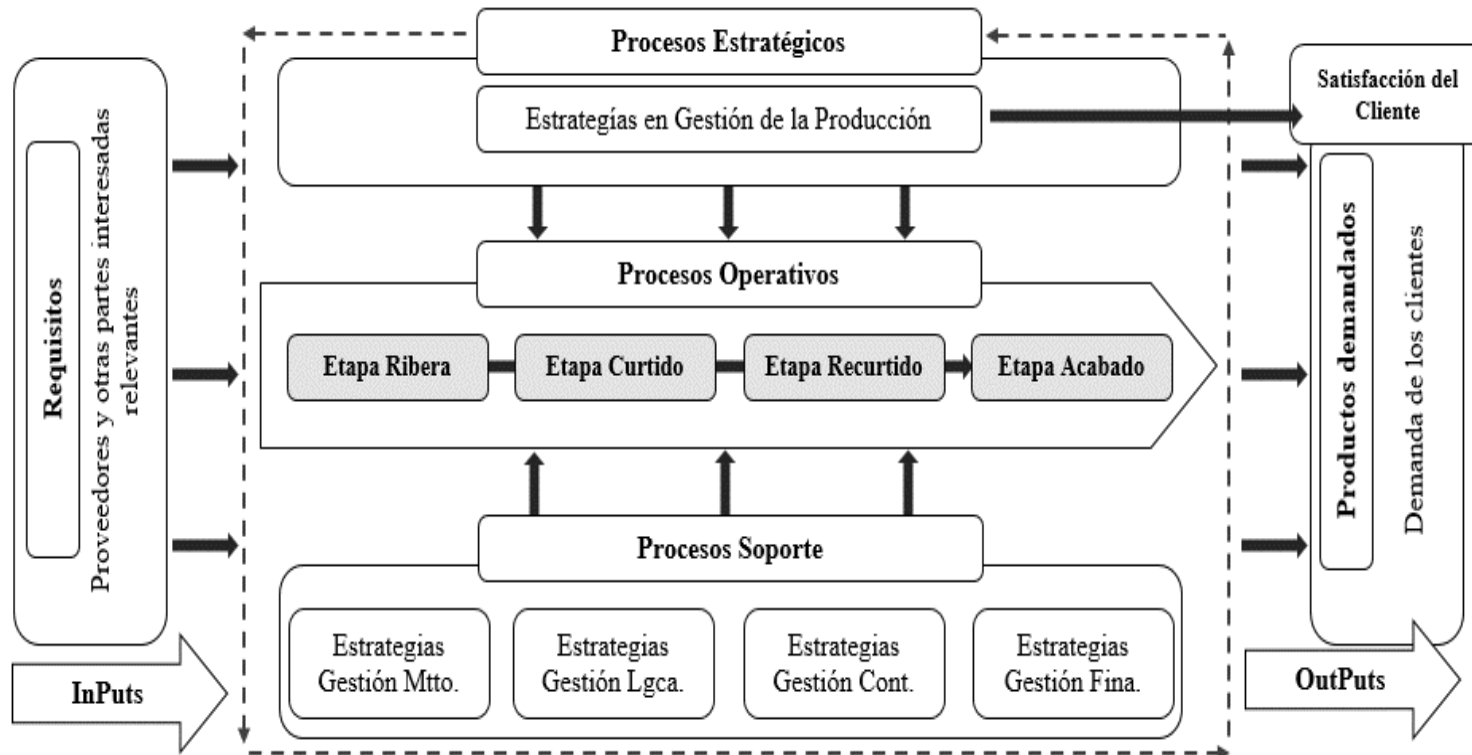 Procesos Estratégicos
Estrategías en Gestión de la Producción
Satisfacción del
Cliente
Requisitos
Proveedores y otras partes interesadas
relevantes
Procesos Operativos
Etapa Ribera
Etapa Curtido
Etapa Recurtido
Etapa Acabado
Productos demandados
Demanda de los clientes
Procesos Soporte
Estrategias
Gestión Mtto.
Estrategias
Gestión Lgca.
Estrategias
Gestión Cont.
Estrategias
Gestión Fina.
InPuts
OutPuts